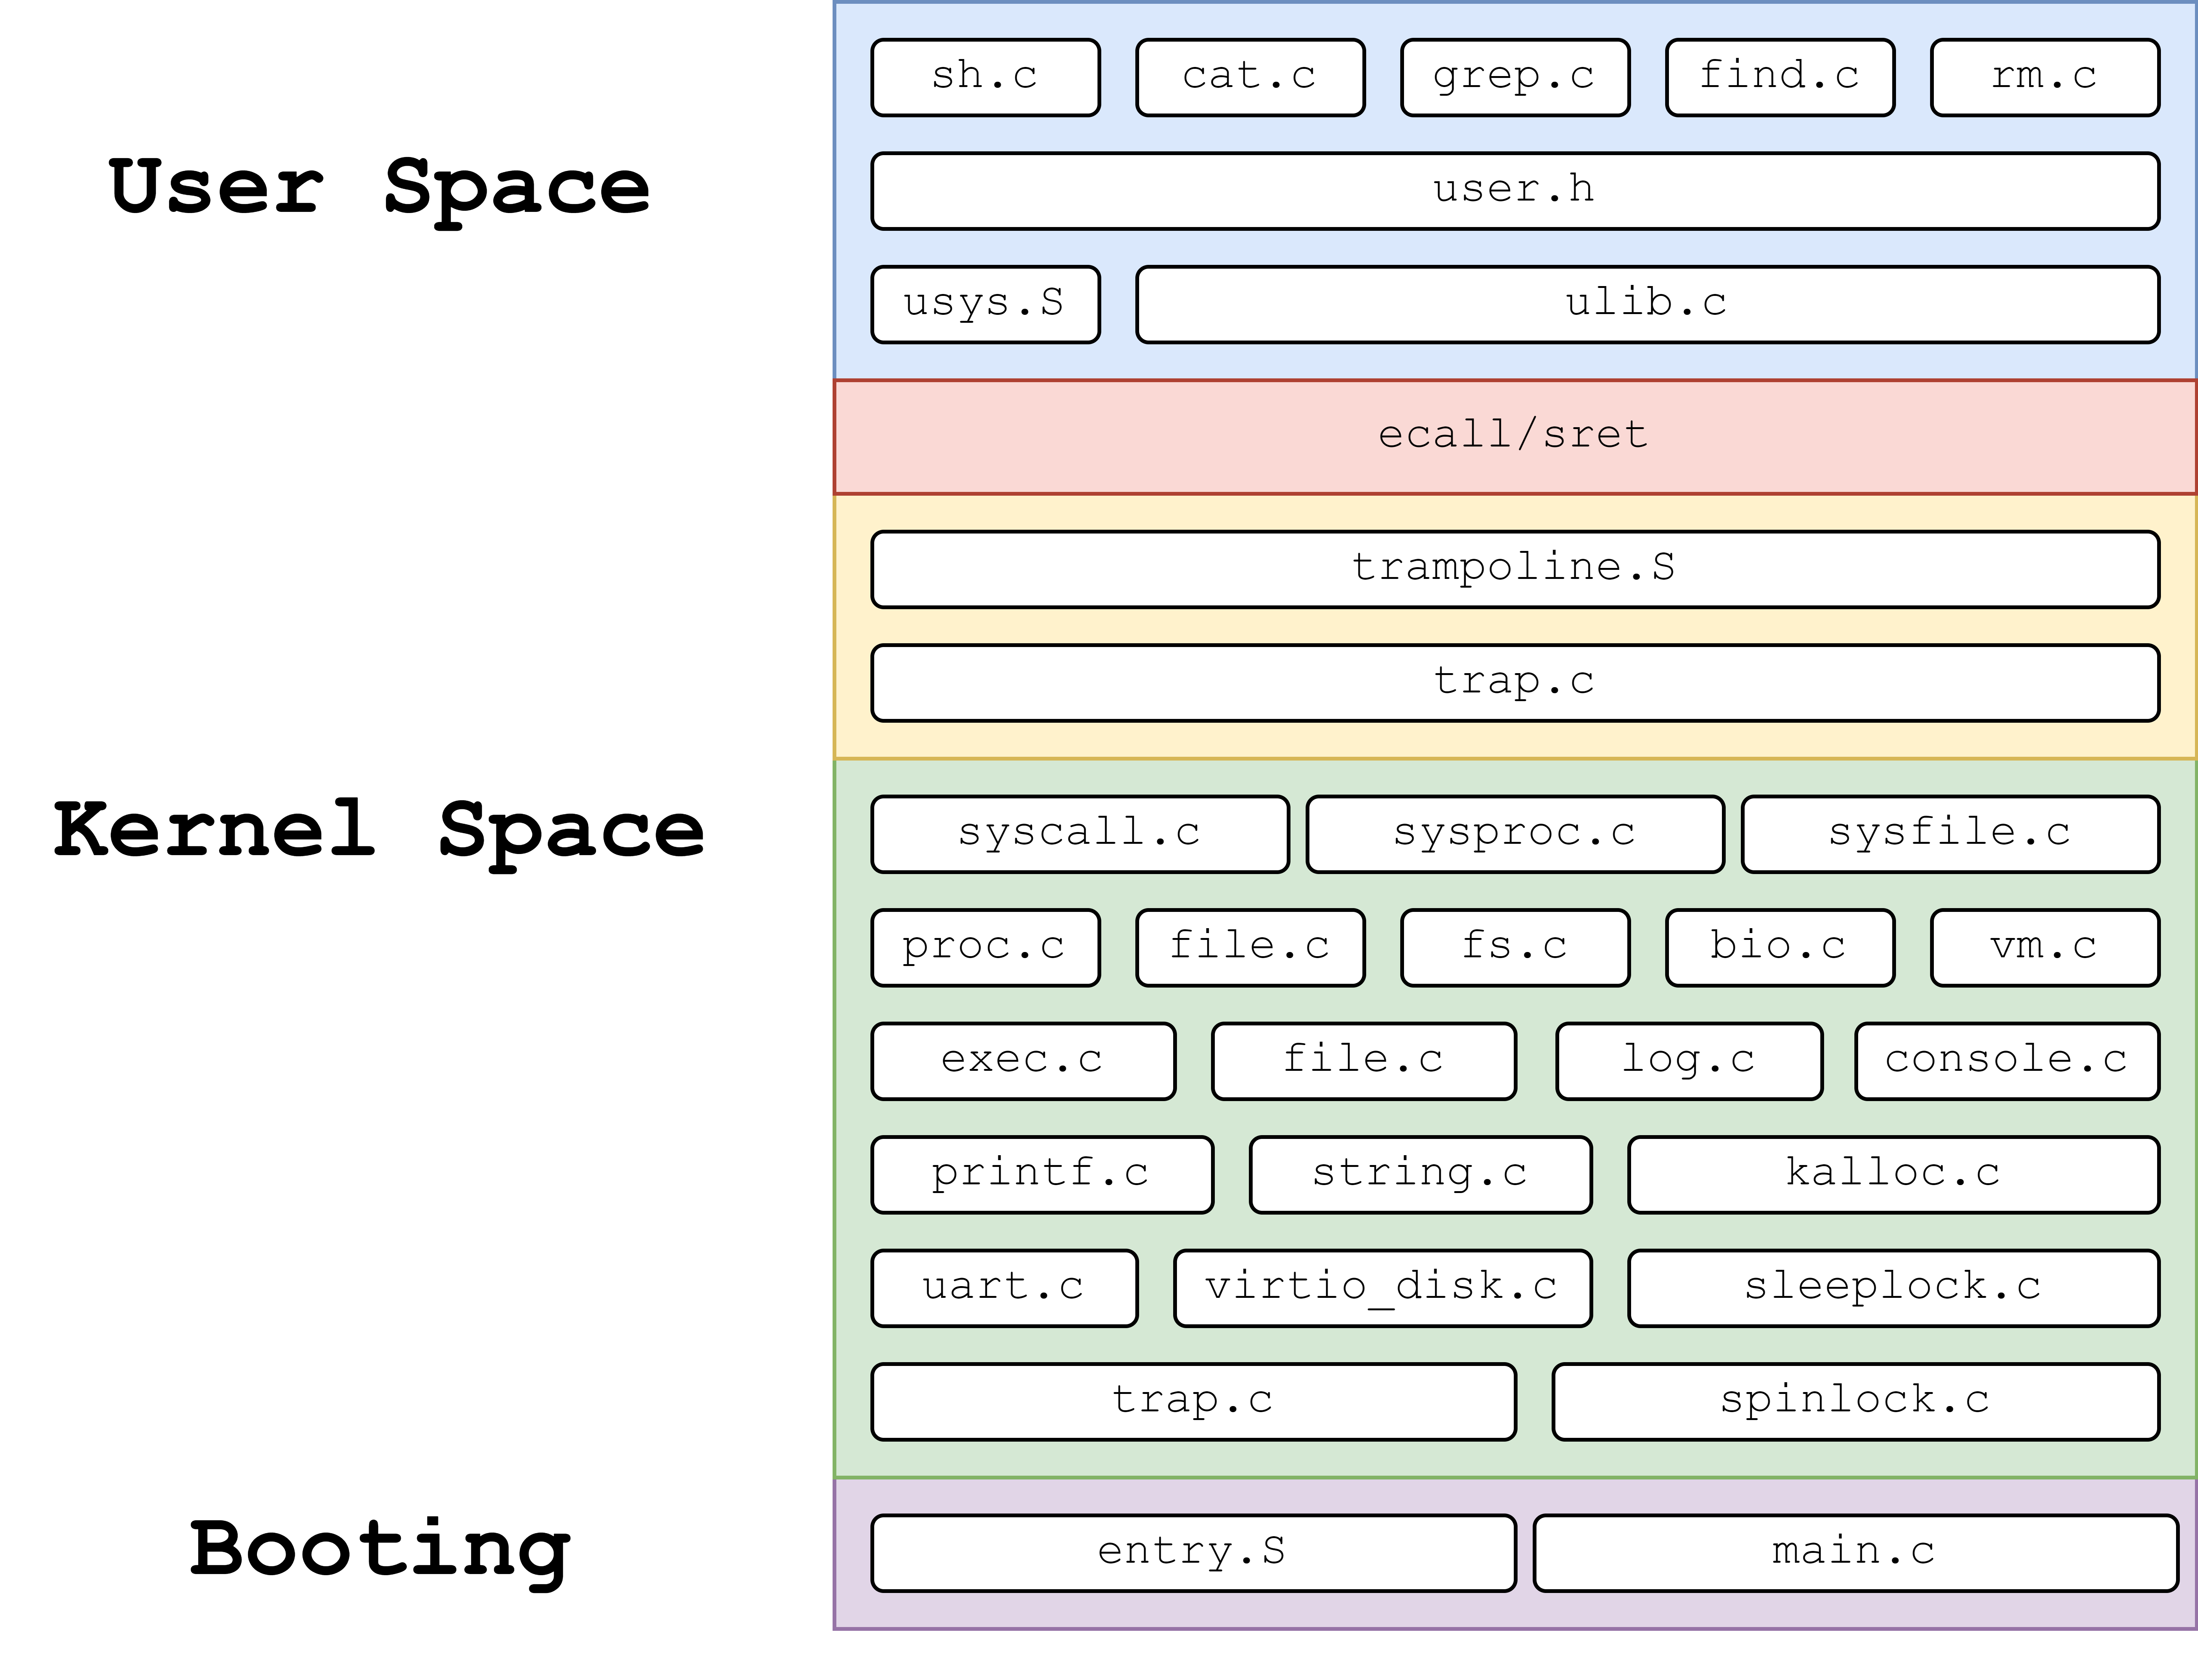 sh.c cat.c grep.c find.c rm.c
User Space
user.h
usys.S ulib.c
ecall/sret
trampoline.S
trap.c
Kernel Space
syscall.c sysproc.c sysfile.c
proc.c file.c fs.c bio.c vm.c
exec.c file.c log.c console.c
printf.c string.c kalloc.c
uart.c virtio_disk.c sleeplock.c
trap.c spinlock.c
Booting
entry.S main.c